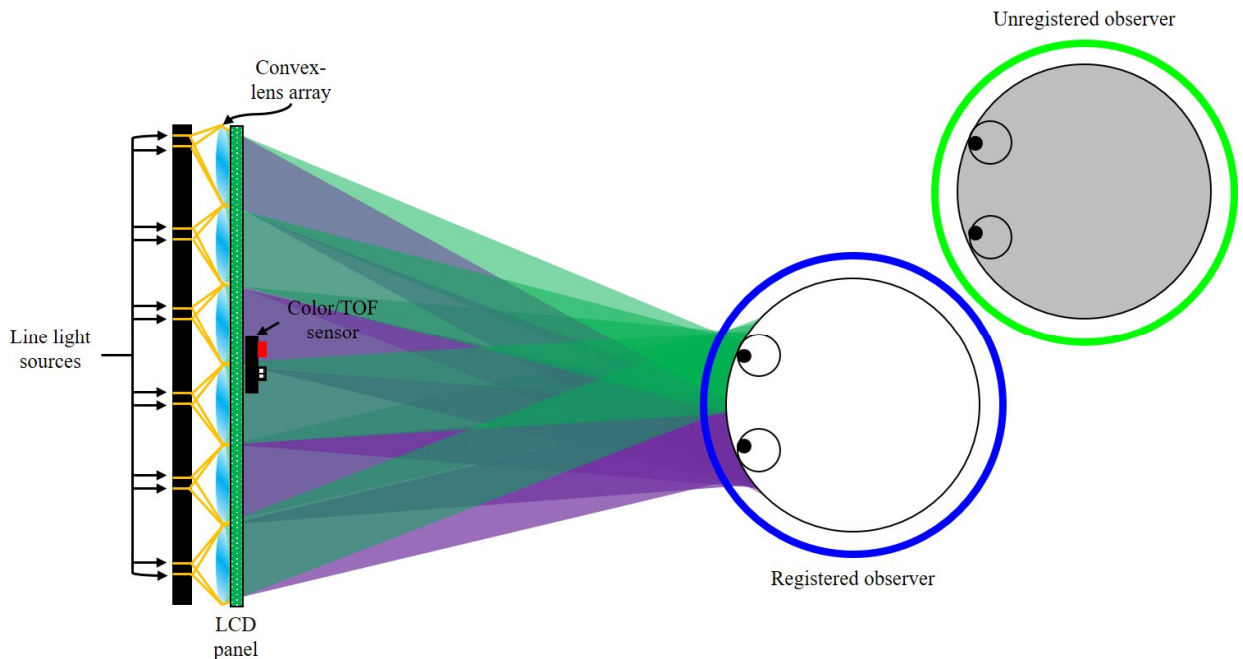 Unregistered observer
Convex-
lens array
Color/TOF
sensor
Line light
sources
Registered observer
LCD
panel